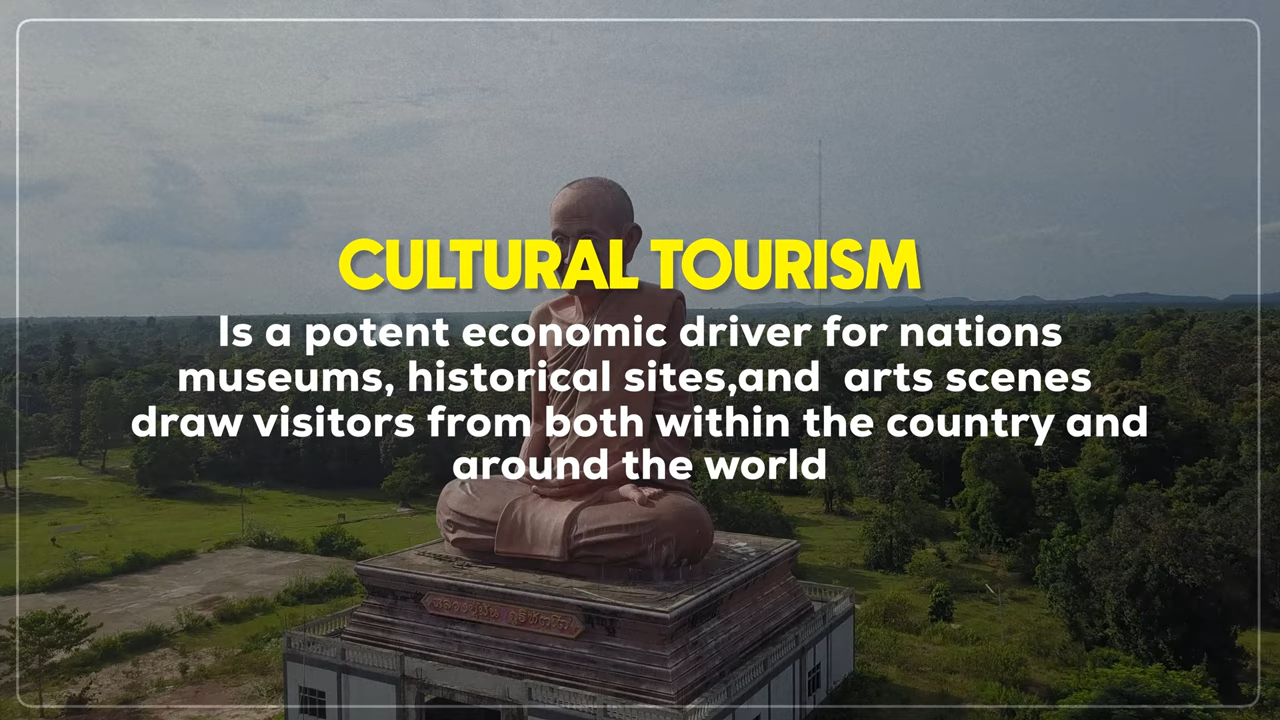 CULTURAL TOURISM
Is a potent economic driver for nations
museums, historical sites,and  arts scenes
draw visitors from both within the country and
around the world